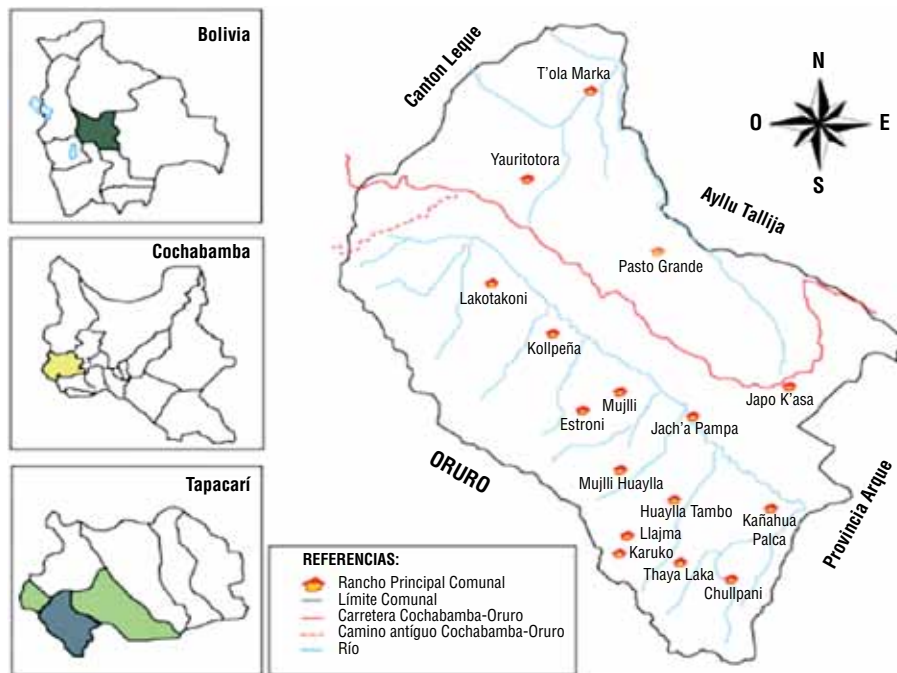 Bolivia
Cochabamba
Tapacarí
Canton Leque
T'ola Marka
N
O
E
S
Yauritotora
Ayllu Tallija
Pasto Grande
Lakotakoni
Kollpeña
Japo K'asa
Mujlli
Estroni
Jach'a Pampa
ORURO
Mujlli Huaylla
Provincia Arque
Huaylla Tambo
Kañahua
Palca
Llajma
Karuko
Thaya Laka
Chullpani
REFERENCIAS:
Rancho Principal Comunal
Límite Comunal
Carretera Cochabamba-Oruro
Camino antíguo Cochabamba-Oruro
Río